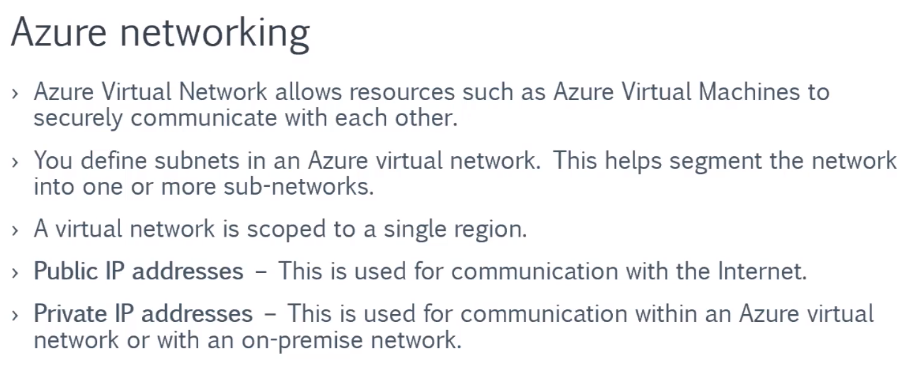 Azure networking
› Azure Virtual Network allows resources such as Azure Virtual Machines to
securely communicate with each other.
› You define subnets in an Azure virtual network. This helps segment the network
into one or more sub-networks.
› A virtual network is scoped to a single region.
› Public IP addresses – This is used for communication with the Internet.
› Private IP addresses – This is used for communication within an Azure virtual
network or with an on-premise network.